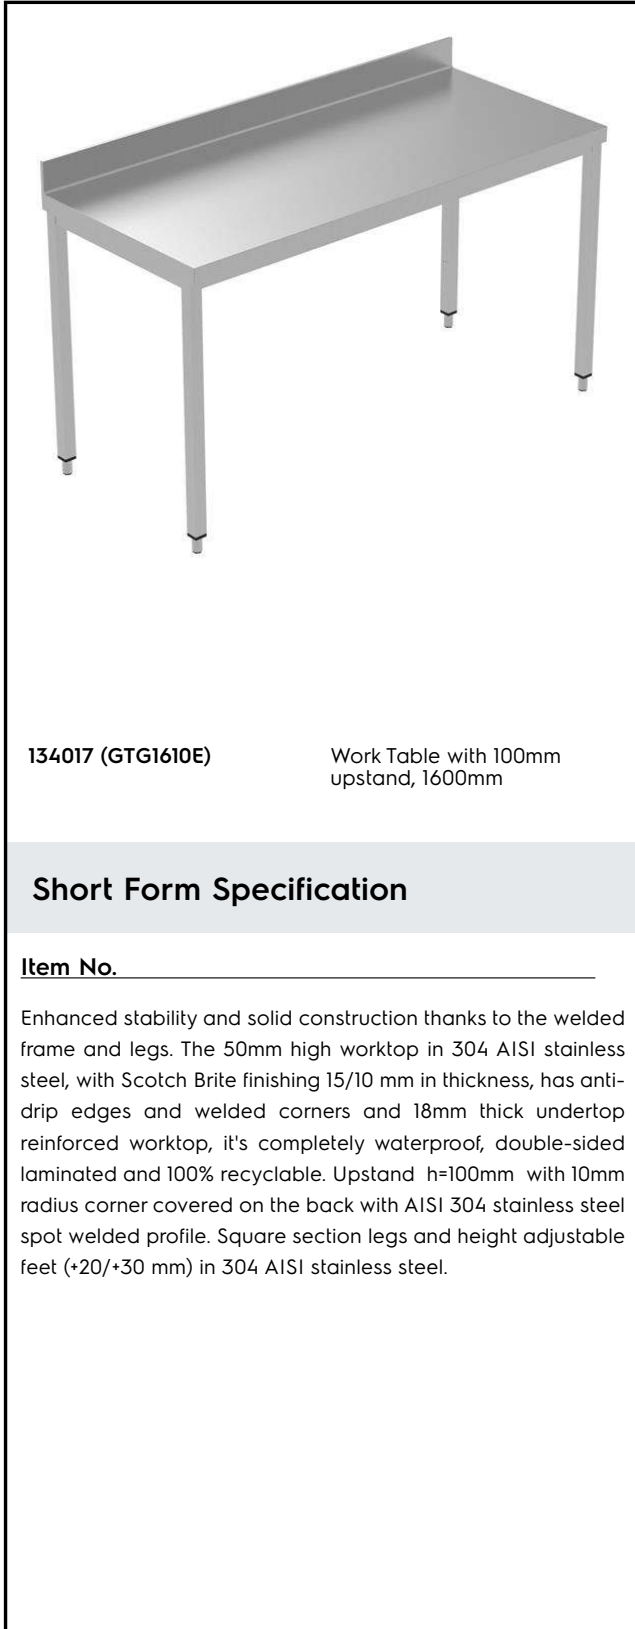 134017 (GTG1610E)
Work Table with 100mm
upstand, 1600mm
Short Form Specification
Item No.
Enhanced stability and solid construction thanks to the welded
frame and legs. The 50mm high worktop in 304 AISI stainless
steel, with Scotch Brite finishing 15/10 mm in thickness, has anti-
drip edges and welded corners and 18mm thick undertop
reinforced worktop, it's completely waterproof, double-sided
laminated and 100% recyclable. Upstand h=100mm with 10mm
radius corner covered on the back with AISI 304 stainless steel
spot welded profile. Square section legs and height adjustable
feet (+20/+30 mm) in 304 AISI stainless steel.